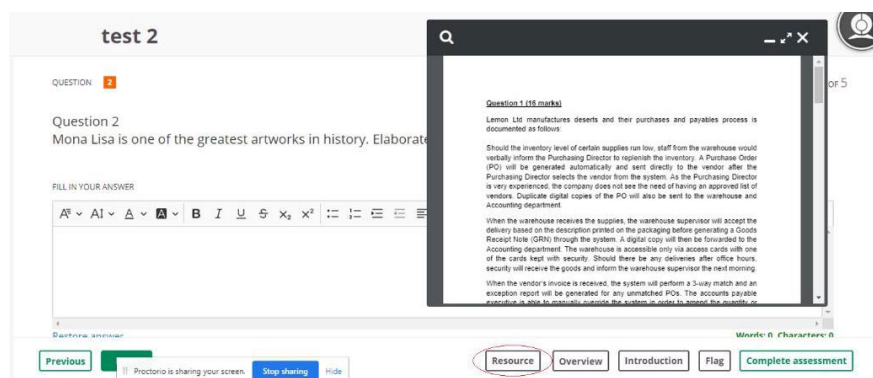 test 2
QUESTION 2
OF 5
Question 2
Mona Lisa is one of the greatest artworks in history. Elaborate
FILL IN YOUR ANSWER
B I U S X₂ X²
Restore answer
Words: 0 Characters: 0
Question 1 (16 marks)
Lemon Ltd manufactures deserts and their purchases and payables process is
documented as follows:
Should the inventory level of certain supplies run low, staff from the warehouse would
verbally inform the Purchasing Director to replenish the inventory. A Purchase Order
(PO) will be generated automatically and sent directly to the vendor after the
Purchasing Director selects the vendor from the system. As the Purchasing Director
is very experienced, the company does not see the need of having an approved list of
vendors. Duplicate digital copies of the PO will also be sent to the warehouse and
Accounting department.
When the warehouse receives the supplies, the warehouse supervisor will accept the
delivery based on the description printed on the packaging before generating a Goods
Receipt Note (GRN) through the system. A digital copy will then be forwarded to the
Accounting department. The warehouse is accessible only via access cards with one
of the cards kept with security. Should there be any deliveries after office hours,
security will receive the goods and inform the warehouse supervisor the next morning.
When the vendor's invoice is received, the system will perform a 3-way match and an
exception report will be generated for any unmatched POs. The accounts payable
executive is able to manually override the system in order to amend the quantity or
Previous
Proctorio is sharing your screen. Stop sharing Hide
Resource Overview Introduction Flag Complete assessment